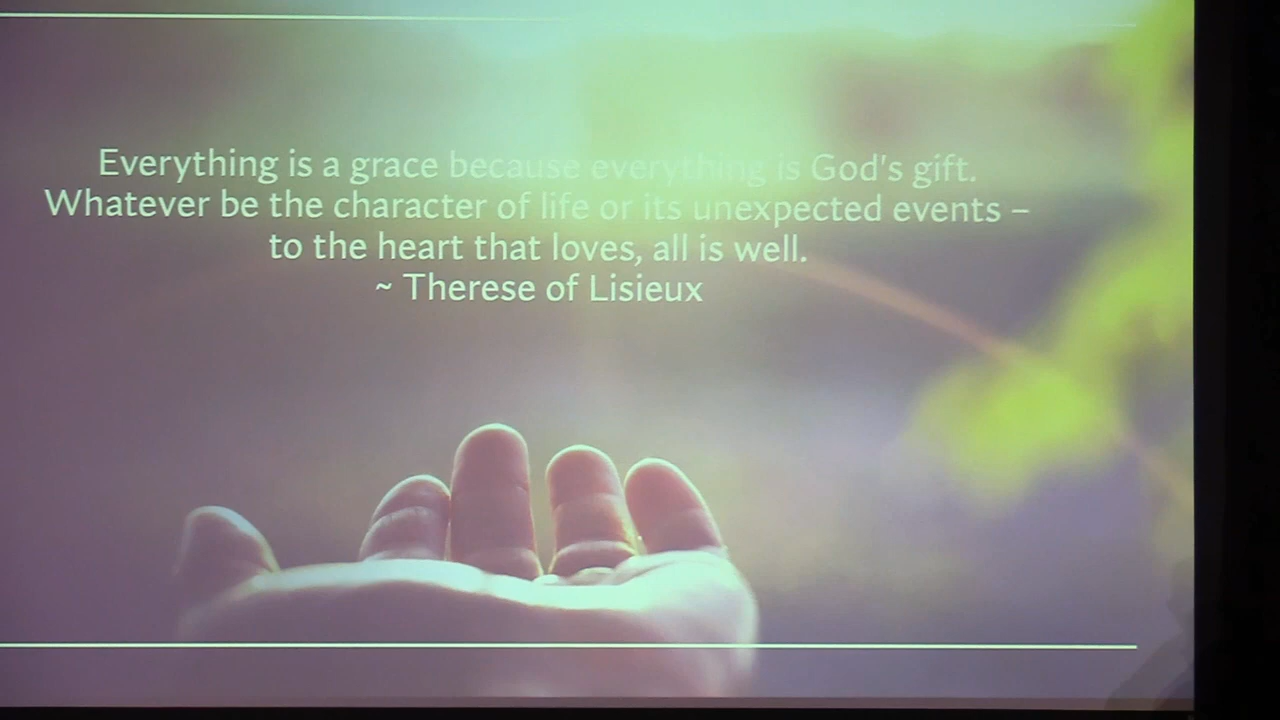 Everything is a grace because everything is God's gift.
Whatever be the character of life or its unexpected events –
to the heart that loves, all is well.
~ Therese of Lisieux